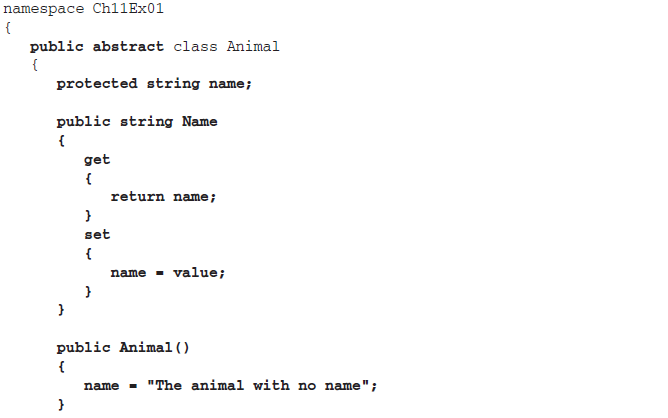 namespace Ch11Ex01
{
   public abstract class Animal
   {
      protected string name;

      public string Name
      {
         get
         {
            return name;
         }
         set
         {
            name = value;
         }
      }

      public Animal()
      {
         name = "The animal with no name";
      }